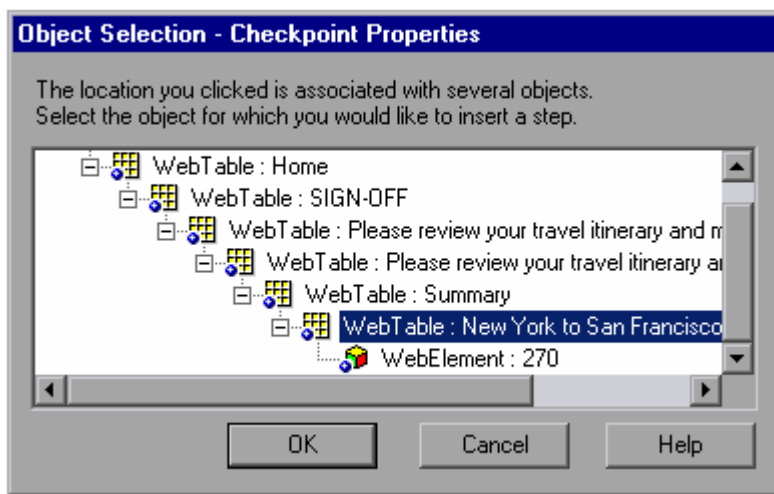 Object Selection - Checkpoint Properties
The location you clicked is associated with several objects.
Select the object for which you would like to insert a step.
WebTable : Home
WebTable : SIGN-OFF
WebTable : Please review your travel itinerary and
WebTable : Please review your travel itinerary
WebTable : Summary
WebTable : New York to San Francisco
WebElement : 270
OK Cancel Help